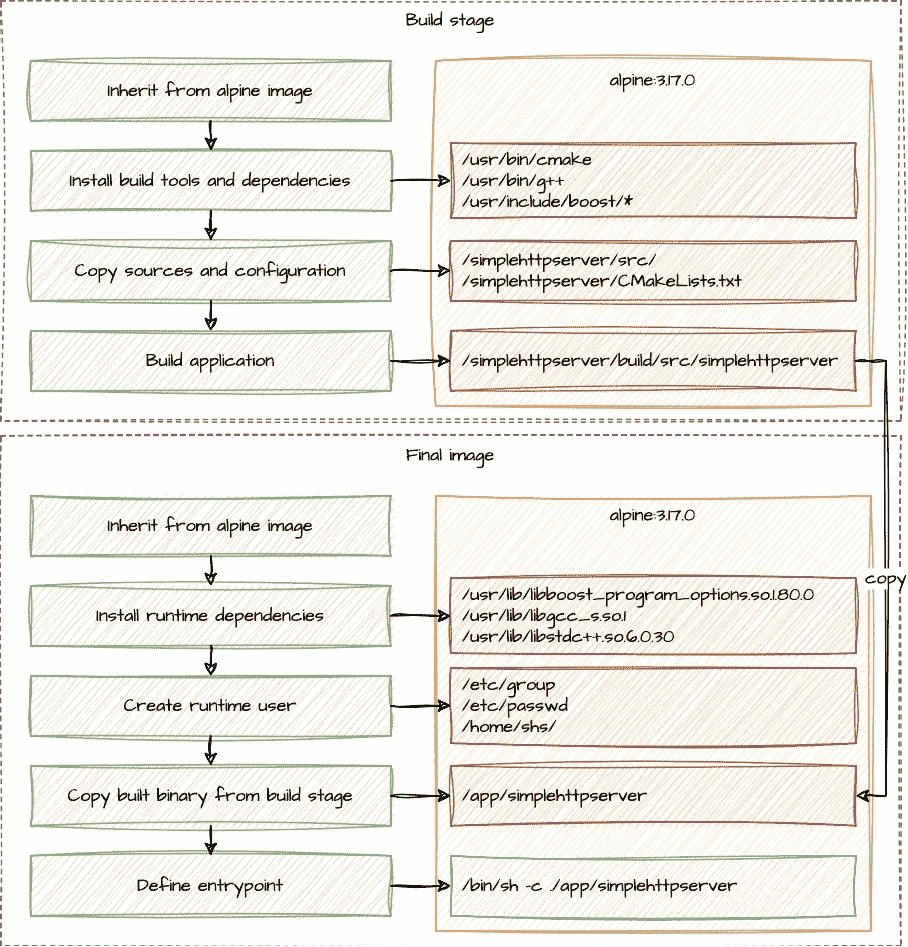 Build stage
Inherit from alpine image
alpine:3.17.0
Install build tools and dependencies
/usr/bin/cmake
/usr/bin/g++
/usr/include/boost/*
Copy sources and configuration
/simplehttpserver/src/
/simplehttpserver/CMakeLists.txt
Build application
/simplehttpserver/build/src/simplehttpserver
Final image
Inherit from alpine image
alpine:3.17.0
copy
Install runtime dependencies
/usr/lib/libboost_program_options.so.1.80.0
/usr/lib/libgcc_s.so.1
/usr/lib/libstdc++.so.6.0.30
Create runtime user
/etc/group
/etc/passwd
/home/shs/
Copy built binary from build stage
/app/simplehttpserver
Define entrypoint
/bin/sh -c ./app/simplehttpserver